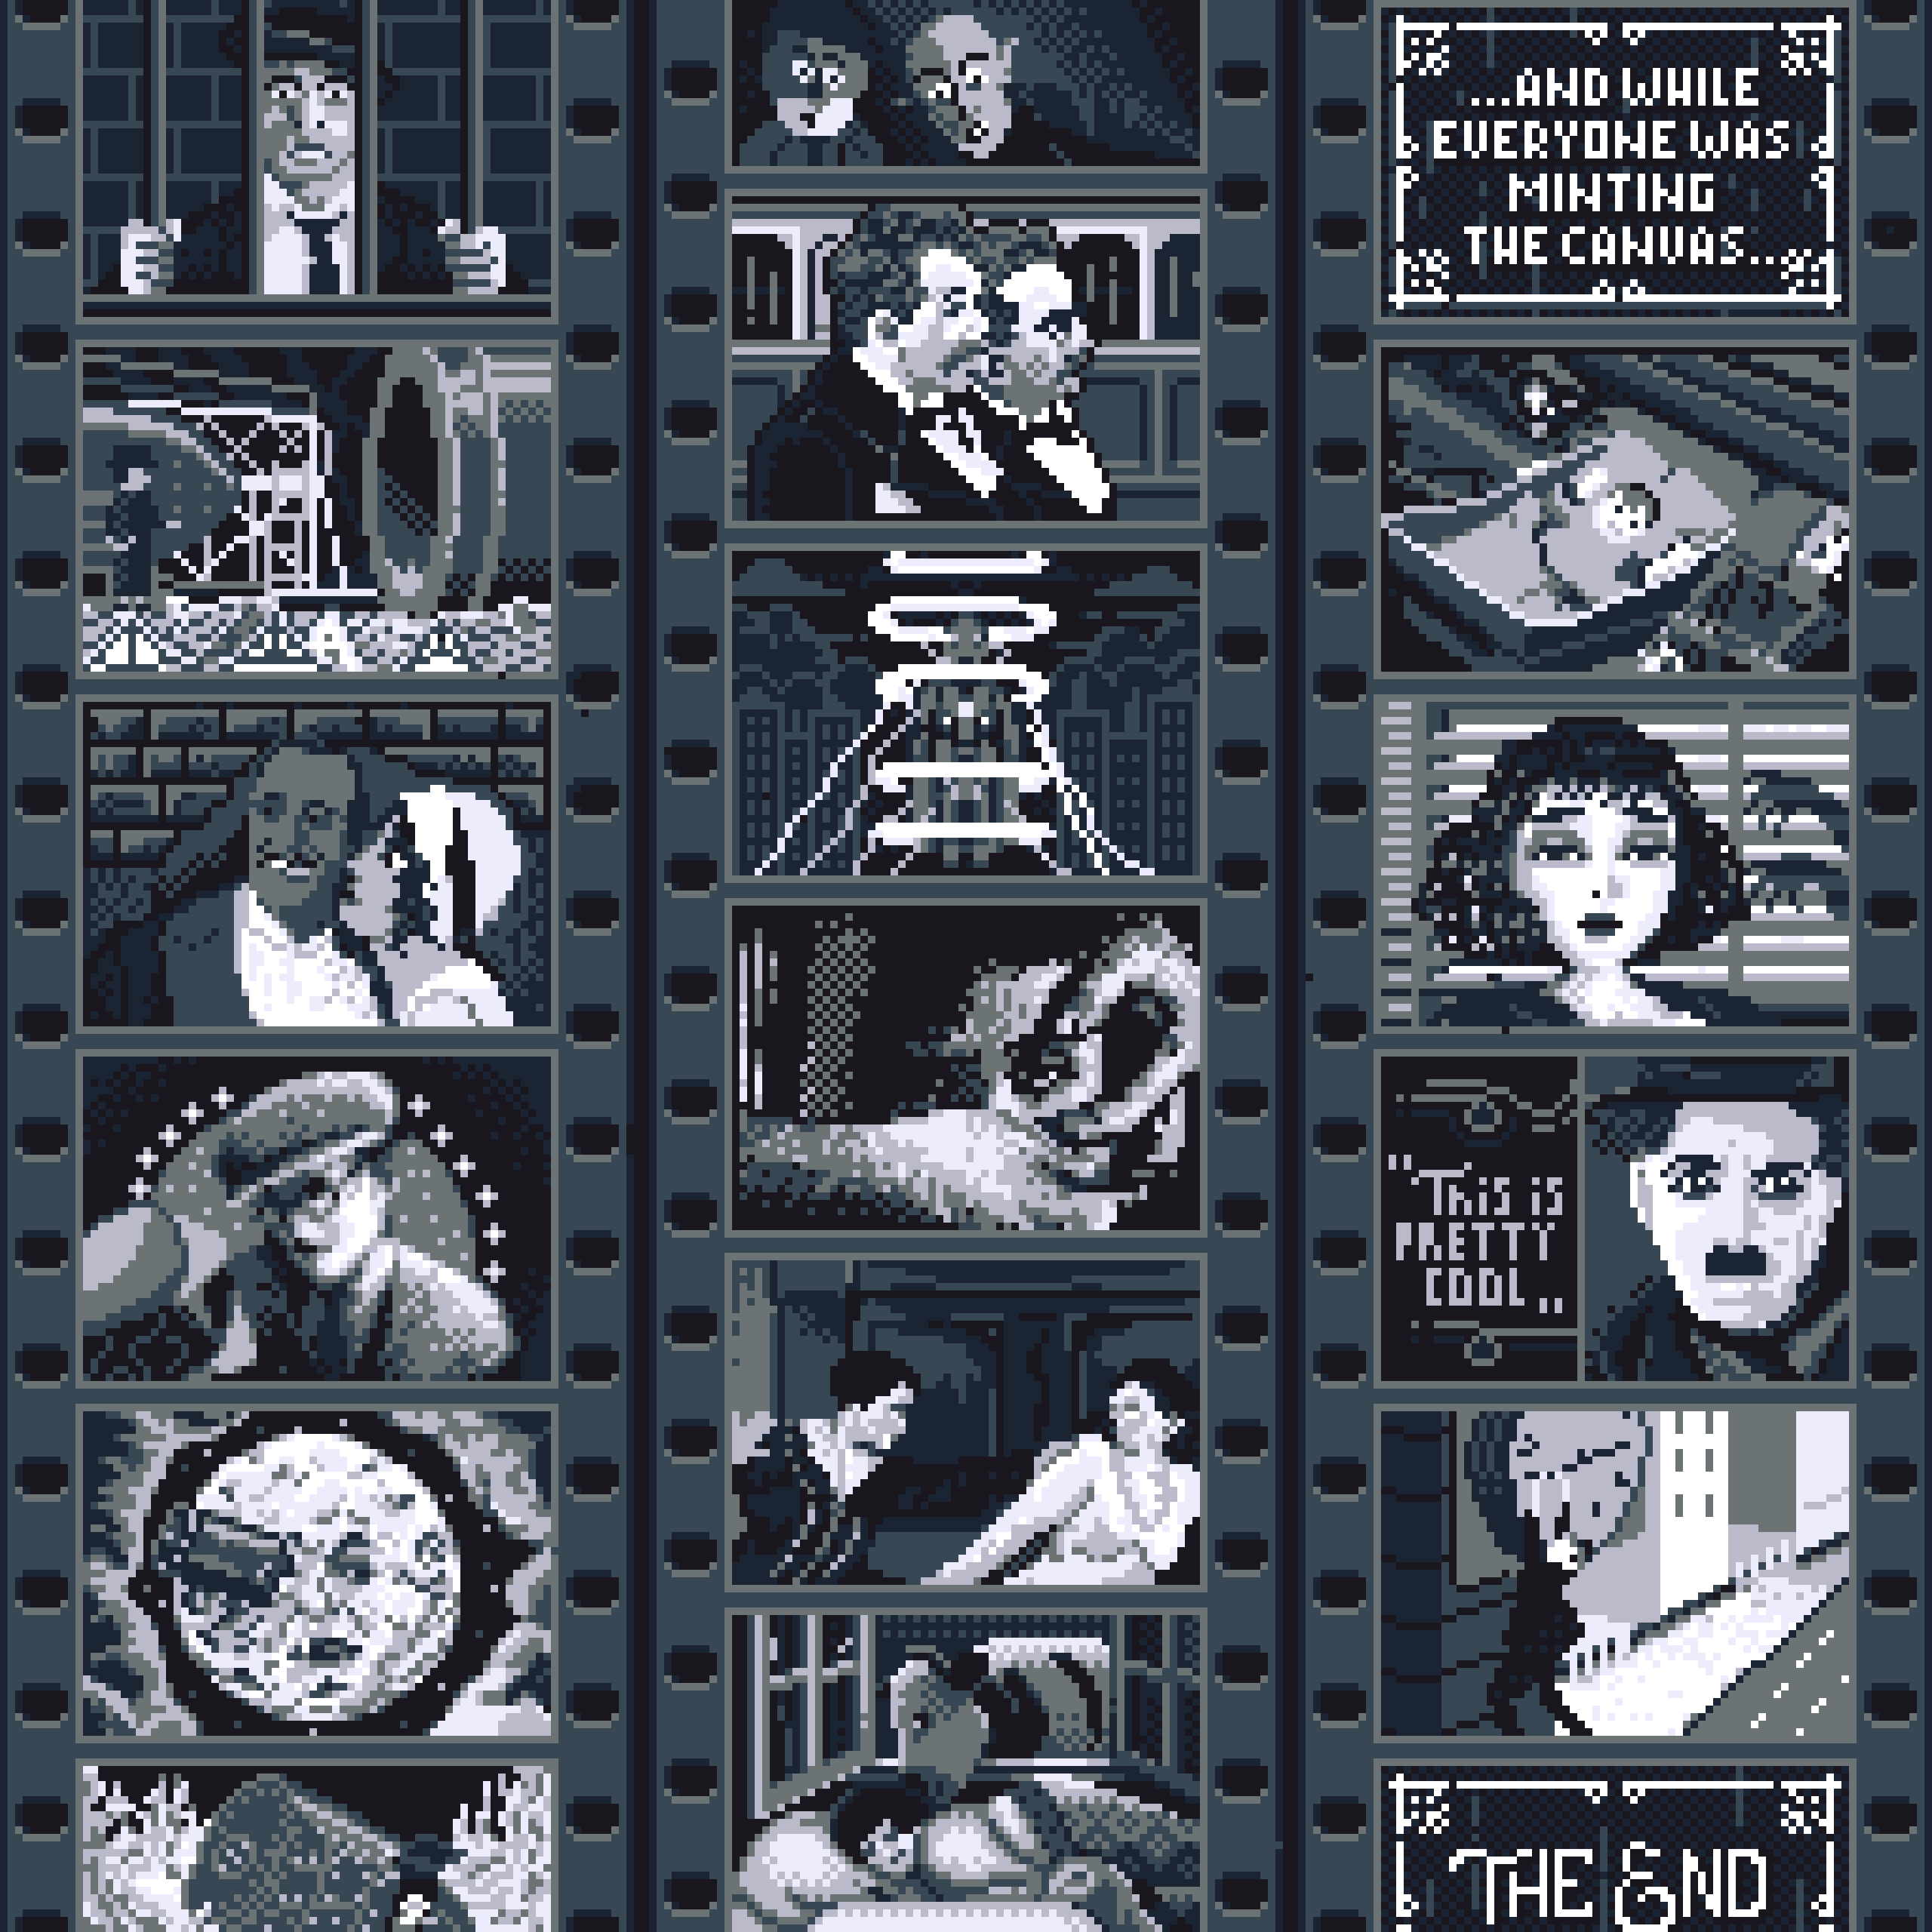 ...AND WHILE
EVERYONE WAS
MINTING
THE CANVAS...
"THiS iS
PRETTY
COOL"
THE END